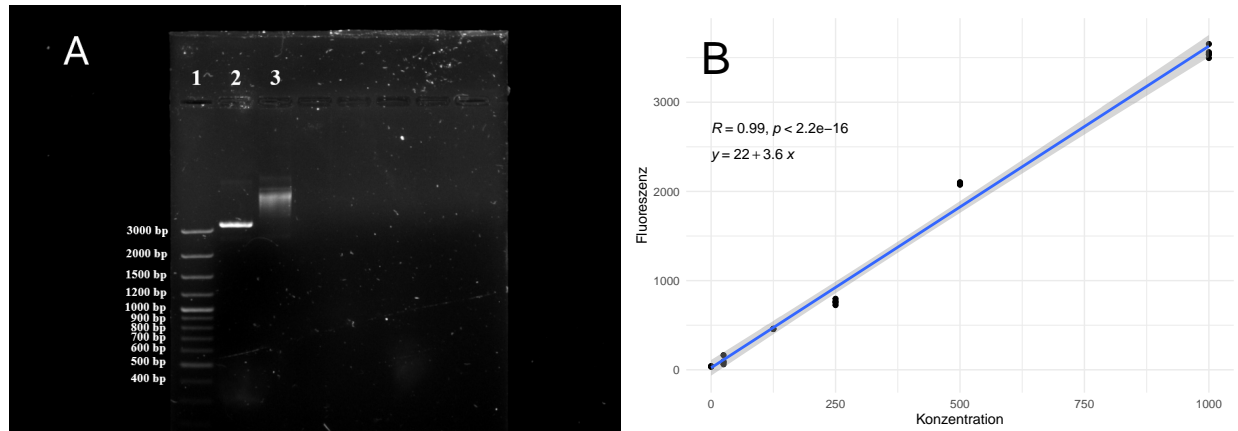 A
1 2 3
3000 bp
2000 bp
1500 bp
1200 bp
1000 bp
900 bp
800 bp
700 bp
600 bp
500 bp
400 bp
B
R = 0.99, p < 2.2e−16
y = 22 + 3.6 x
Fluoreszenz
3000
2000
1000
0
0 250 500 750 1000
Konzentration